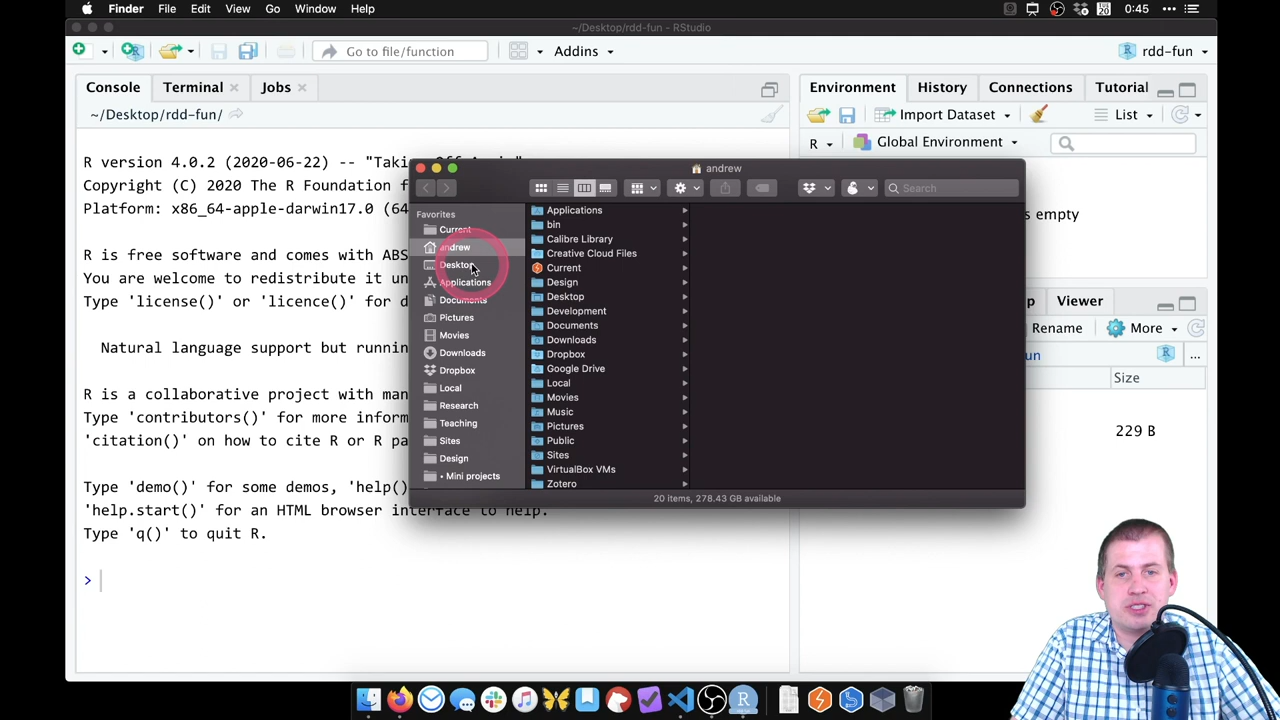 Finder File Edit View Go Window Help 0:45
~/Desktop/rdd-fun - RStudio
Go to file/function Addins rdd-fun
Console Terminal Jobs
~/Desktop/rdd-fun/
R version 4.0.2 (2020-06-22) -- "Taki
Copyright (C) 2020 The R Foundation f
Platform: x86_64-apple-darwin17.0 (64
R is free software and comes with ABS
You are welcome to redistribute it un
Type 'license()' or 'licence()' for d
Natural language support but runnin
R is a collaborative project with man
Type 'contributors()' for more inform
'citation()' on how to cite R or R pa
Type 'demo()' for some demos, 'help()
'help.start()' for an HTML browser interface to help.
Type 'q()' to quit R.
>
andrew
Search
Favorites
Current
andrew
Desktop
Applications
Documents
Pictures
Movies
Downloads
Dropbox
Local
Research
Teaching
Sites
Design
• Mini projects
Applications
bin
Calibre Library
Creative Cloud Files
Current
Design
Desktop
Development
Documents
Downloads
Dropbox
Google Drive
Local
Movies
Music
Pictures
Public
Sites
VirtualBox VMs
Zotero
20 items, 278.43 GB available
Environment History Connections Tutorial
Import Dataset List
R Global Environment
s empty
p Viewer
Rename More
un ...
Size
229 B